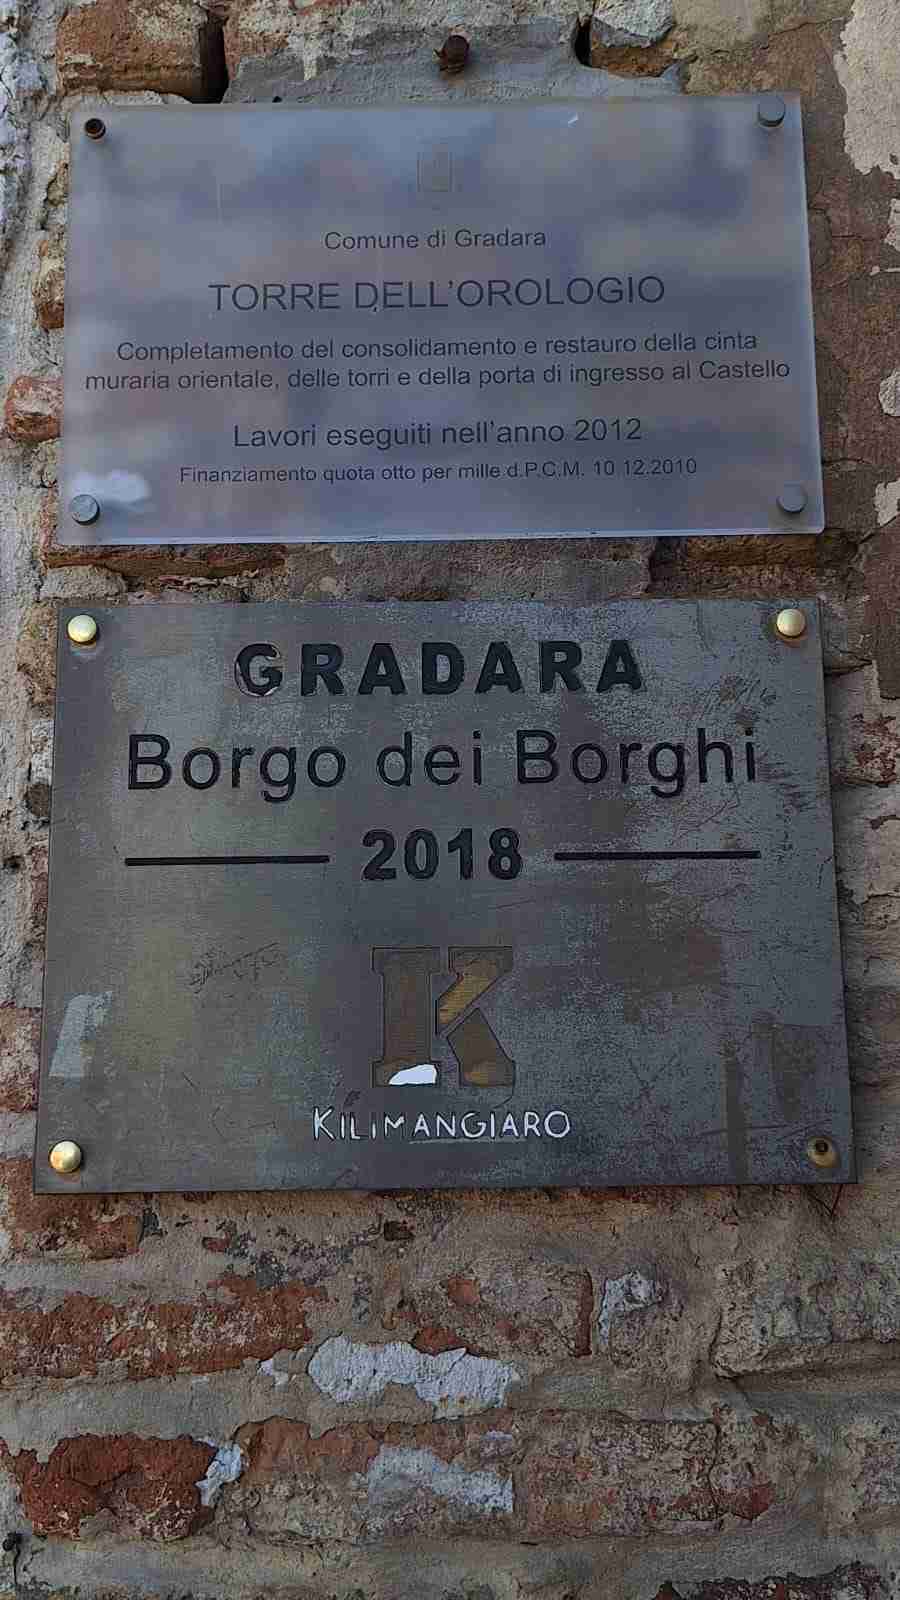 Comune di Gradara
TORRE DELL'OROLOGIO
Completamento del consolidamento e restauro della cinta
muraria orientale, delle torri e della porta di ingresso al Castello
Lavori eseguiti nell'anno 2012
Finanziamento quota otto per mille d.P.C.M. 10 12.2010
GRADARA
Borgo dei Borghi
2018
K
KILIMANGIARO